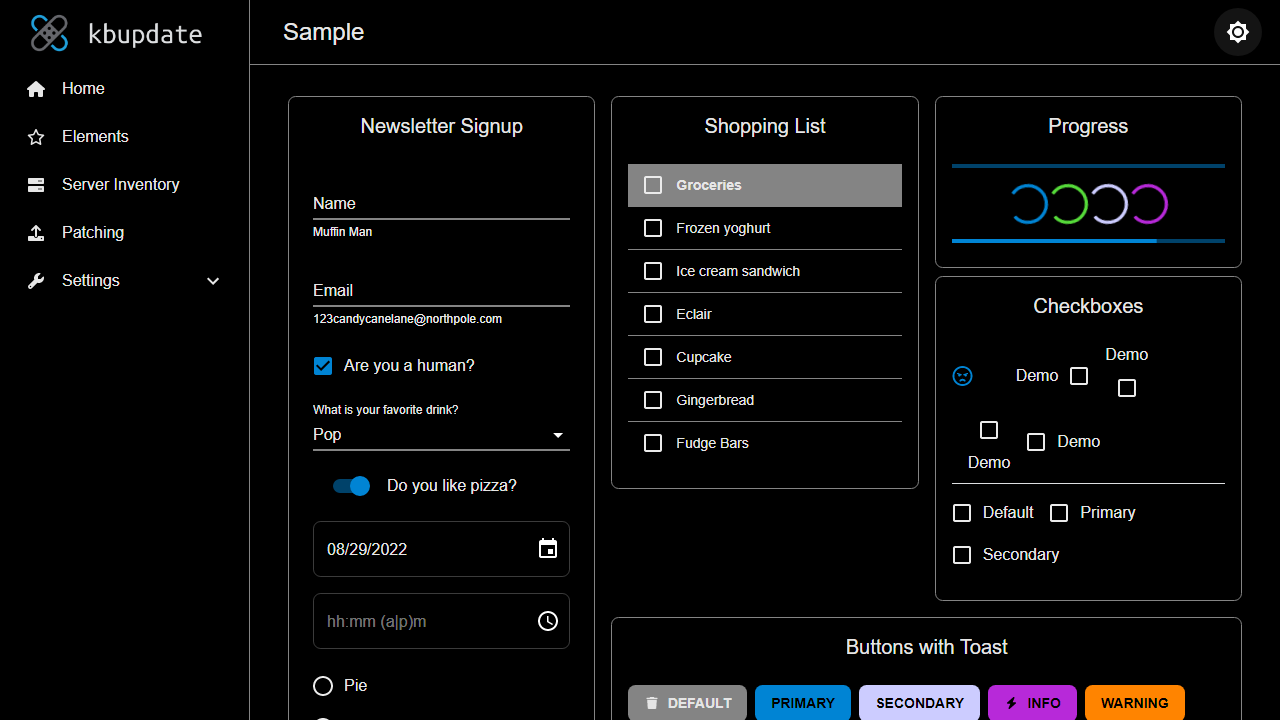 kbupdate
Home
Elements
Server Inventory
Patching
Settings
Sample
Newsletter Signup
Name
Muffin Man
Email
123candycanelane@northpole.com
Are you a human?
What is your favorite drink?
Pop
Do you like pizza?
08/29/2022
hh:mm (a|p)m
Pie
Shopping List
Groceries
Frozen yoghurt
Ice cream sandwich
Eclair
Cupcake
Gingerbread
Fudge Bars
Progress
Checkboxes
Demo
Demo
Demo
Demo
Default Primary
Secondary
Buttons with Toast
DEFAULT PRIMARY SECONDARY INFO WARNING